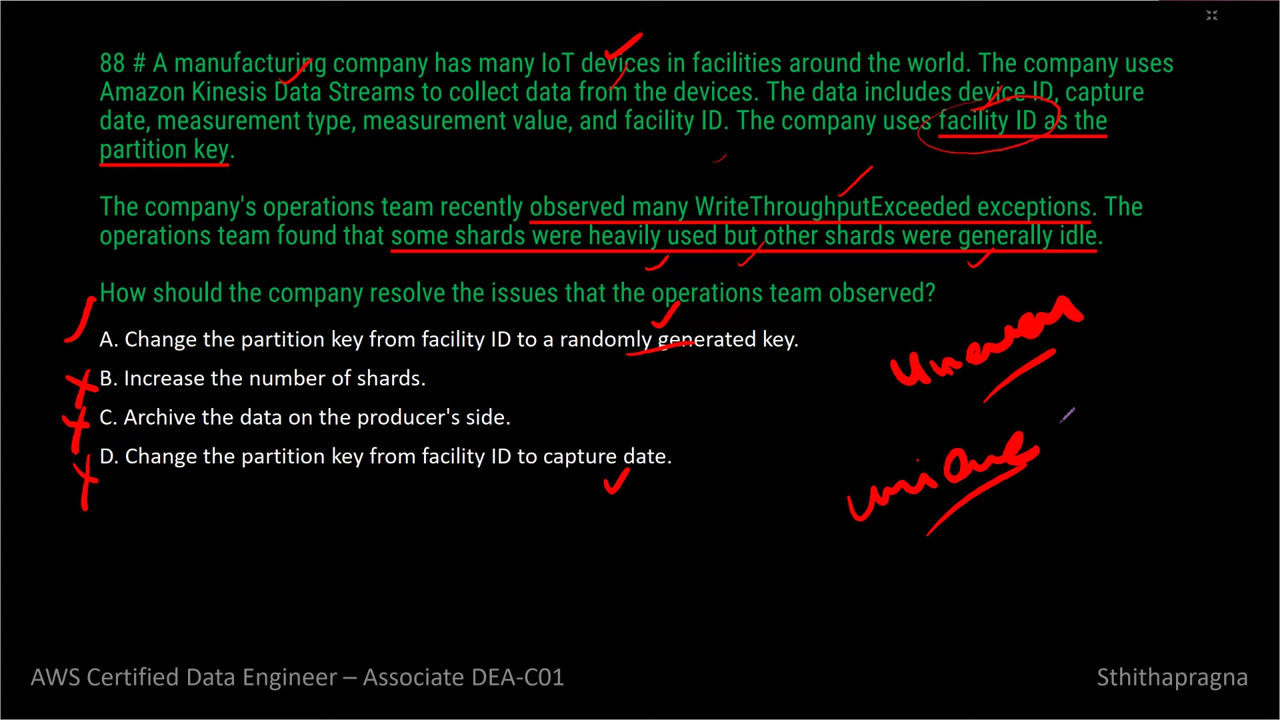 88 # A manufacturing company has many IoT devices in facilities around the world. The company uses
Amazon Kinesis Data Streams to collect data from the devices. The data includes device ID, capture
date, measurement type, measurement value, and facility ID. The company uses facility ID as the
partition key.
The company's operations team recently observed many WriteThroughputExceeded exceptions. The
operations team found that some shards were heavily used but other shards were generally idle.
How should the company resolve the issues that the operations team observed?
A. Change the partition key from facility ID to a randomly generated key.
B. Increase the number of shards.
C. Archive the data on the producer's side.
D. Change the partition key from facility ID to capture date.
unique
AWS Certified Data Engineer – Associate DEA-C01
Sthithapragna